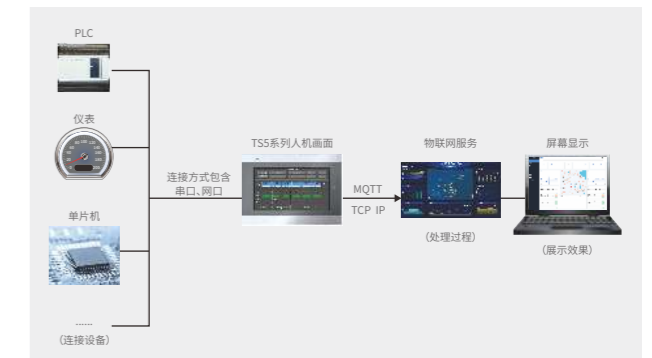 PLC
仪表
单片机
......
（连接设备）
连接方式包含
串口、网口
TS5系列人机画面
MQTT
TCP IP
物联网服务
（处理过程）
屏幕显示
（展示效果）